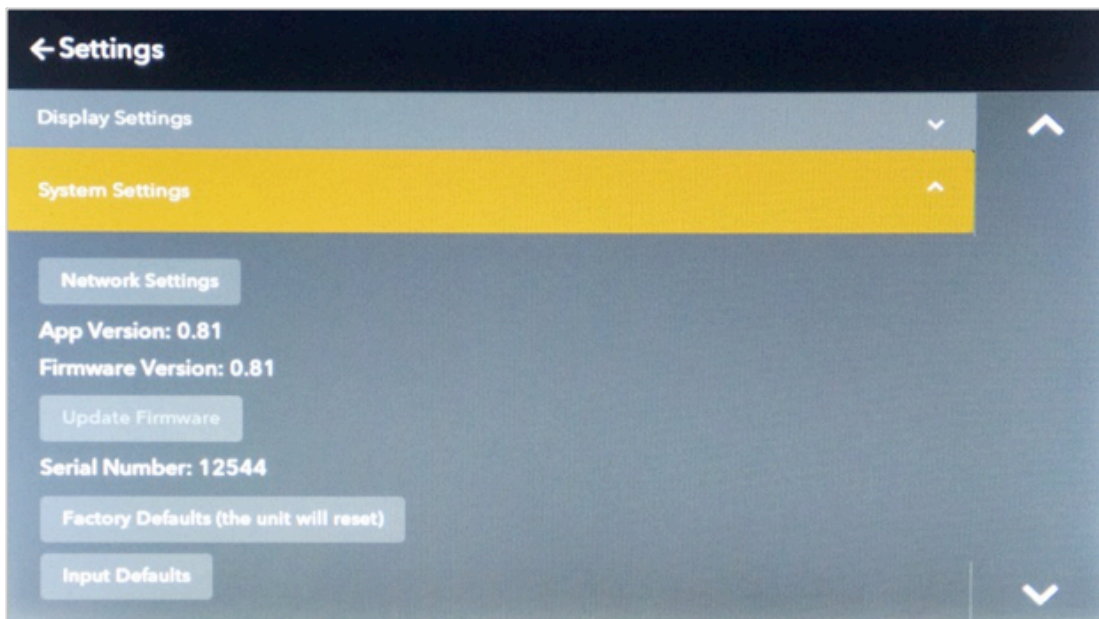 ←Settings
Display Settings
System Settings
Network Settings
App Version: 0.81
Firmware Version: 0.81
Update Firmware
Serial Number: 12544
Factory Defaults (the unit will reset)
Input Defaults